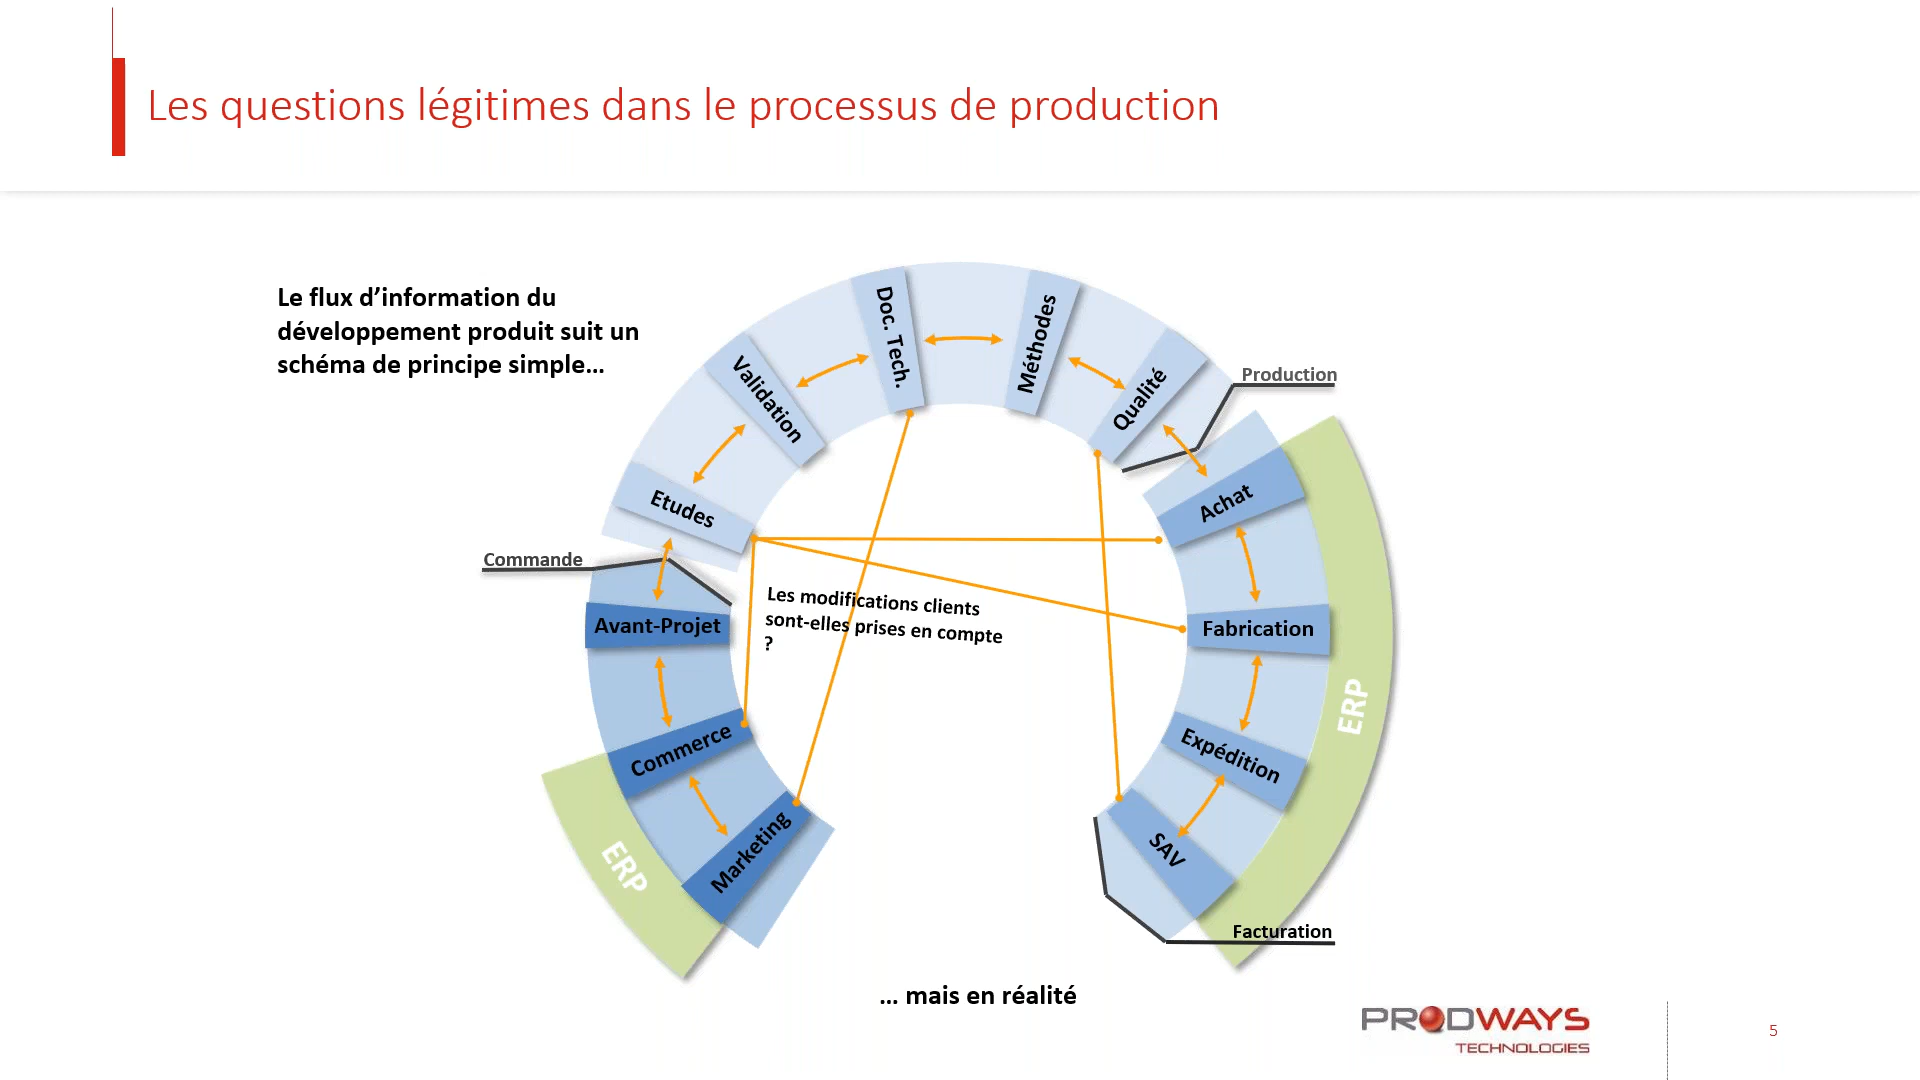 Les questions légitimes dans le processus de production
Le flux d’information du
développement produit suit un
schéma de principe simple…
Doc. Tech.
Méthodes
Validation
Qualité
Production
Etudes
Achat
Commande
Les modifications clients
sont-elles prises en compte
?
Avant-Projet
Fabrication
ERP
Commerce
Expédition
Marketing
SAV
ERP
Facturation
… mais en réalité
PRODWAYS
TECHNOLOGIES
5